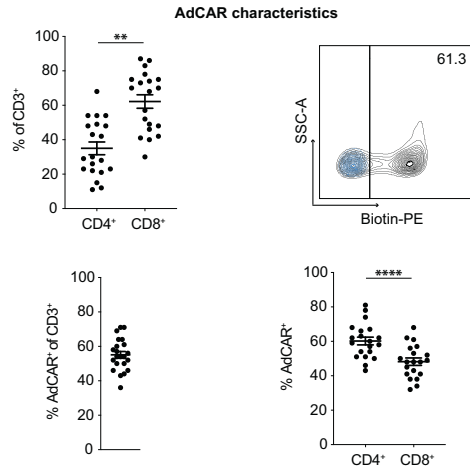 AdCAR characteristics
% of CD3⁺
100
80
60
40
20
0
**
CD4⁺ CD8⁺
61.3
SSC-A
Biotin-PE
% AdCAR⁺ of CD3⁺
100
80
60
40
20
0
% AdCAR⁺
100
80
60
40
20
0
****
CD4⁺ CD8⁺